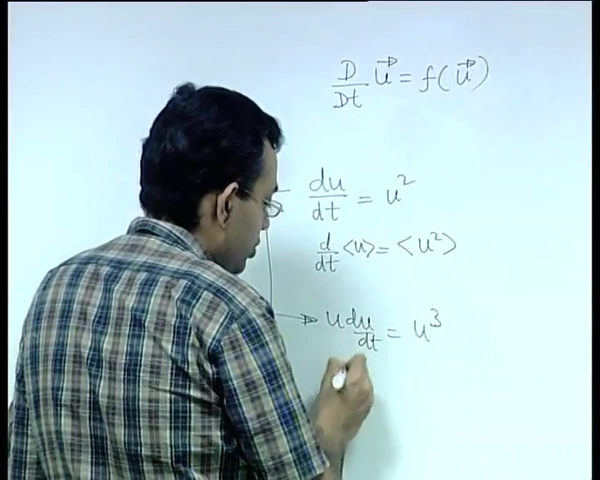 D/Dt u⃗ = f(u⃗)
du/dt = u²
d/dt <u> = <u²>
u du/dt = u³